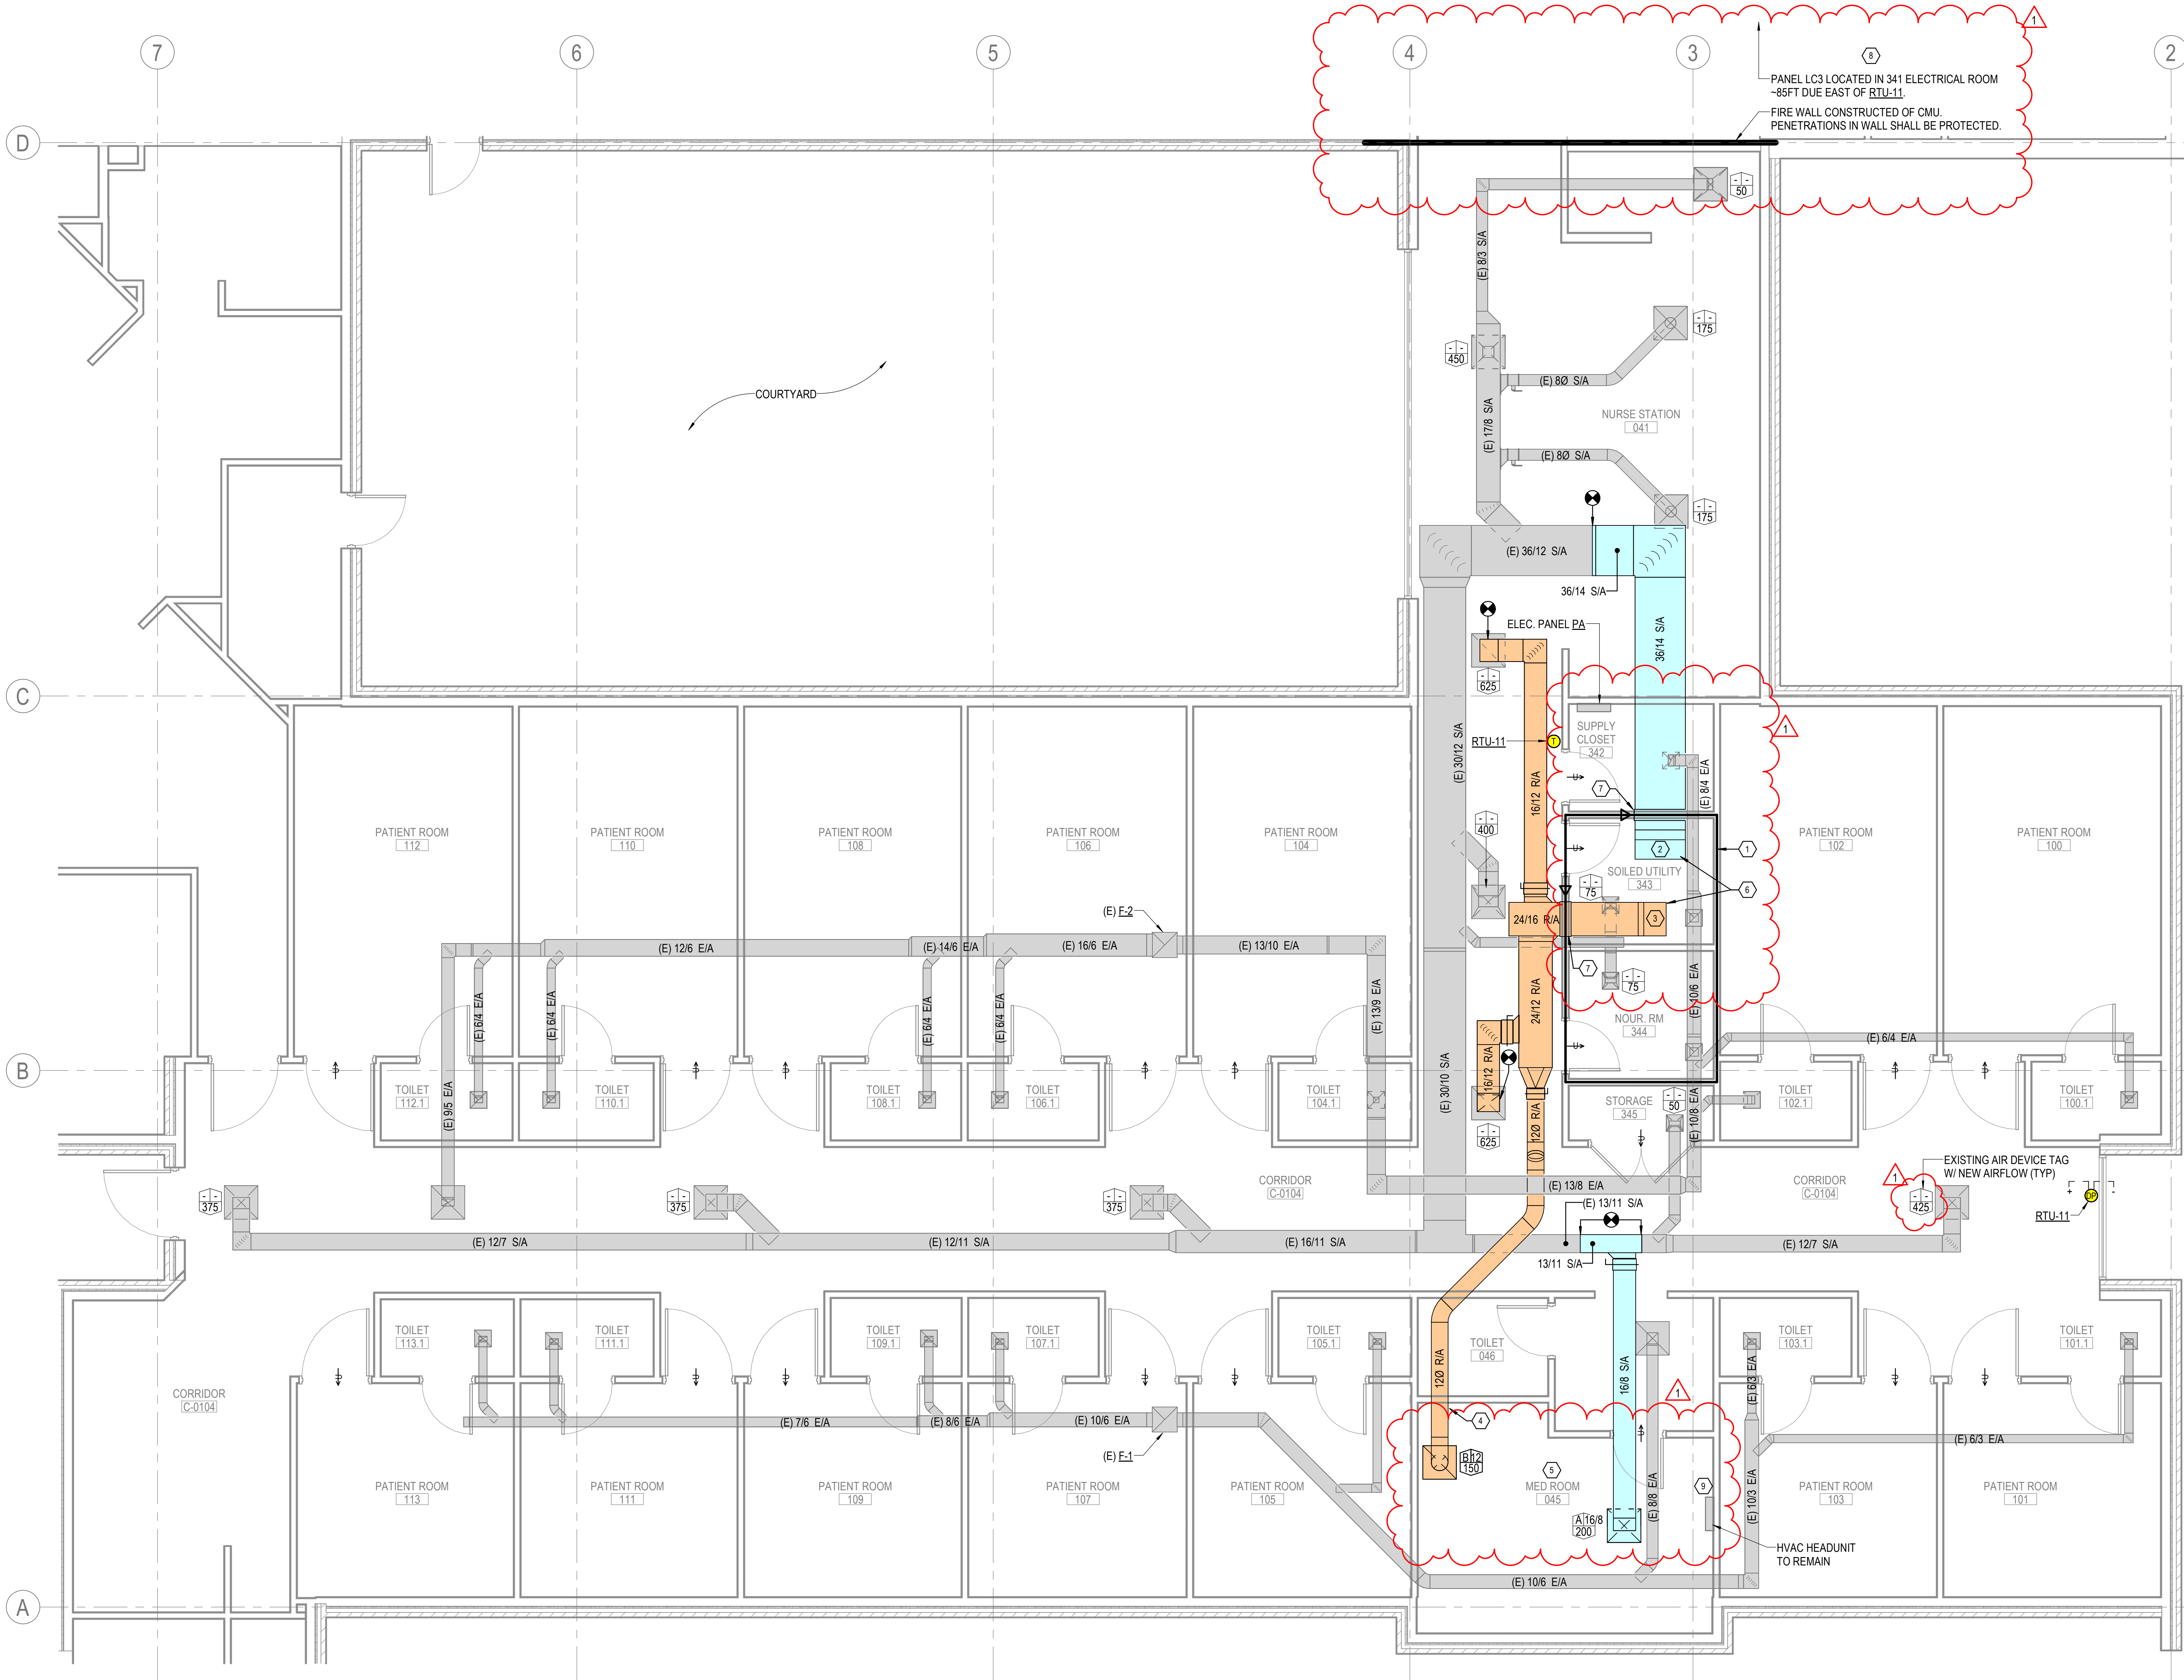 7
6
5
4
3
2
1
8
PANEL LC3 LOCATED IN 341 ELECTRICAL ROOM
~85FT DUE EAST OF RTU-11.
FIRE WALL CONSTRUCTED OF CMU.
PENETRATIONS IN WALL SHALL BE PROTECTED.
D
- -
50
(E) 8/3 S/A
- -
175
- -
450
(E) 8Ø S/A
COURTYARD
NURSE STATION
041
(E) 17/8 S/A
(E) 8Ø S/A
- -
175
(E) 36/12 S/A
36/14 S/A
ELEC. PANEL PA
36/14 S/A
- -
625
C
SUPPLY
CLOSET
342
1
RTU-11
T
(E) 30/12 S/A
16/12 R/A
(E) 8/4 E/A
7
U
- -
400
PATIENT ROOM
112
PATIENT ROOM
110
PATIENT ROOM
108
PATIENT ROOM
106
PATIENT ROOM
104
U
2
1
PATIENT ROOM
102
PATIENT ROOM
100
SOILED UTILITY
343
- -
75
6
(E) F-2
24/16 R/A
3
(E) 12/6 E/A
(E) 14/6 E/A
(E) 16/6 E/A
(E) 13/10 E/A
7
- -
75
(E) 6/4 E/A
(E) 6/4 E/A
(E) 6/4 E/A
(E) 6/4 E/A
(E) 13/9 E/A
24/12 R/A
(E) 10/6 E/A
NOUR. RM
344
U
(E) 6/4 E/A
B
U
U
U
U
U
U
U
16/12 R/A
TOILET
112.1
TOILET
110.1
TOILET
108.1
TOILET
106.1
TOILET
104.1
(E) 9/5 E/A
(E) 30/10 S/A
- -
625
12Ø R/A
STORAGE
345
- -
50
(E) 10/8 E/A
TOILET
102.1
TOILET
100.1
U
EXISTING AIR DEVICE TAG
W/ NEW AIRFLOW (TYP)
1
- -
375
- -
375
- -
375
CORRIDOR
C-0104
(E) 13/8 E/A
CORRIDOR
C-0104
- -
425
+
-
DP
RTU-11
(E) 13/11 S/A
(E) 12/7 S/A
(E) 12/11 S/A
(E) 16/11 S/A
13/11 S/A
(E) 12/7 S/A
TOILET
113.1
TOILET
111.1
TOILET
109.1
TOILET
107.1
TOILET
105.1
TOILET
046
TOILET
103.1
TOILET
101.1
U
U
U
U
U
U
12Ø R/A
16/8 S/A
(E) 6/3 E/A
CORRIDOR
C-0104
1
(E) 7/6 E/A
(E) 8/6 E/A
(E) 10/6 E/A
4
U
(E) 6/3 E/A
(E) F-1
B 12
150
5
MED ROOM
045
9
PATIENT ROOM
113
PATIENT ROOM
111
PATIENT ROOM
109
PATIENT ROOM
107
PATIENT ROOM
105
PATIENT ROOM
103
PATIENT ROOM
101
(E) 8/8 E/A
(E) 10/3 E/A
A 16/8
200
HVAC HEADUNIT
TO REMAIN
(E) 10/6 E/A
A